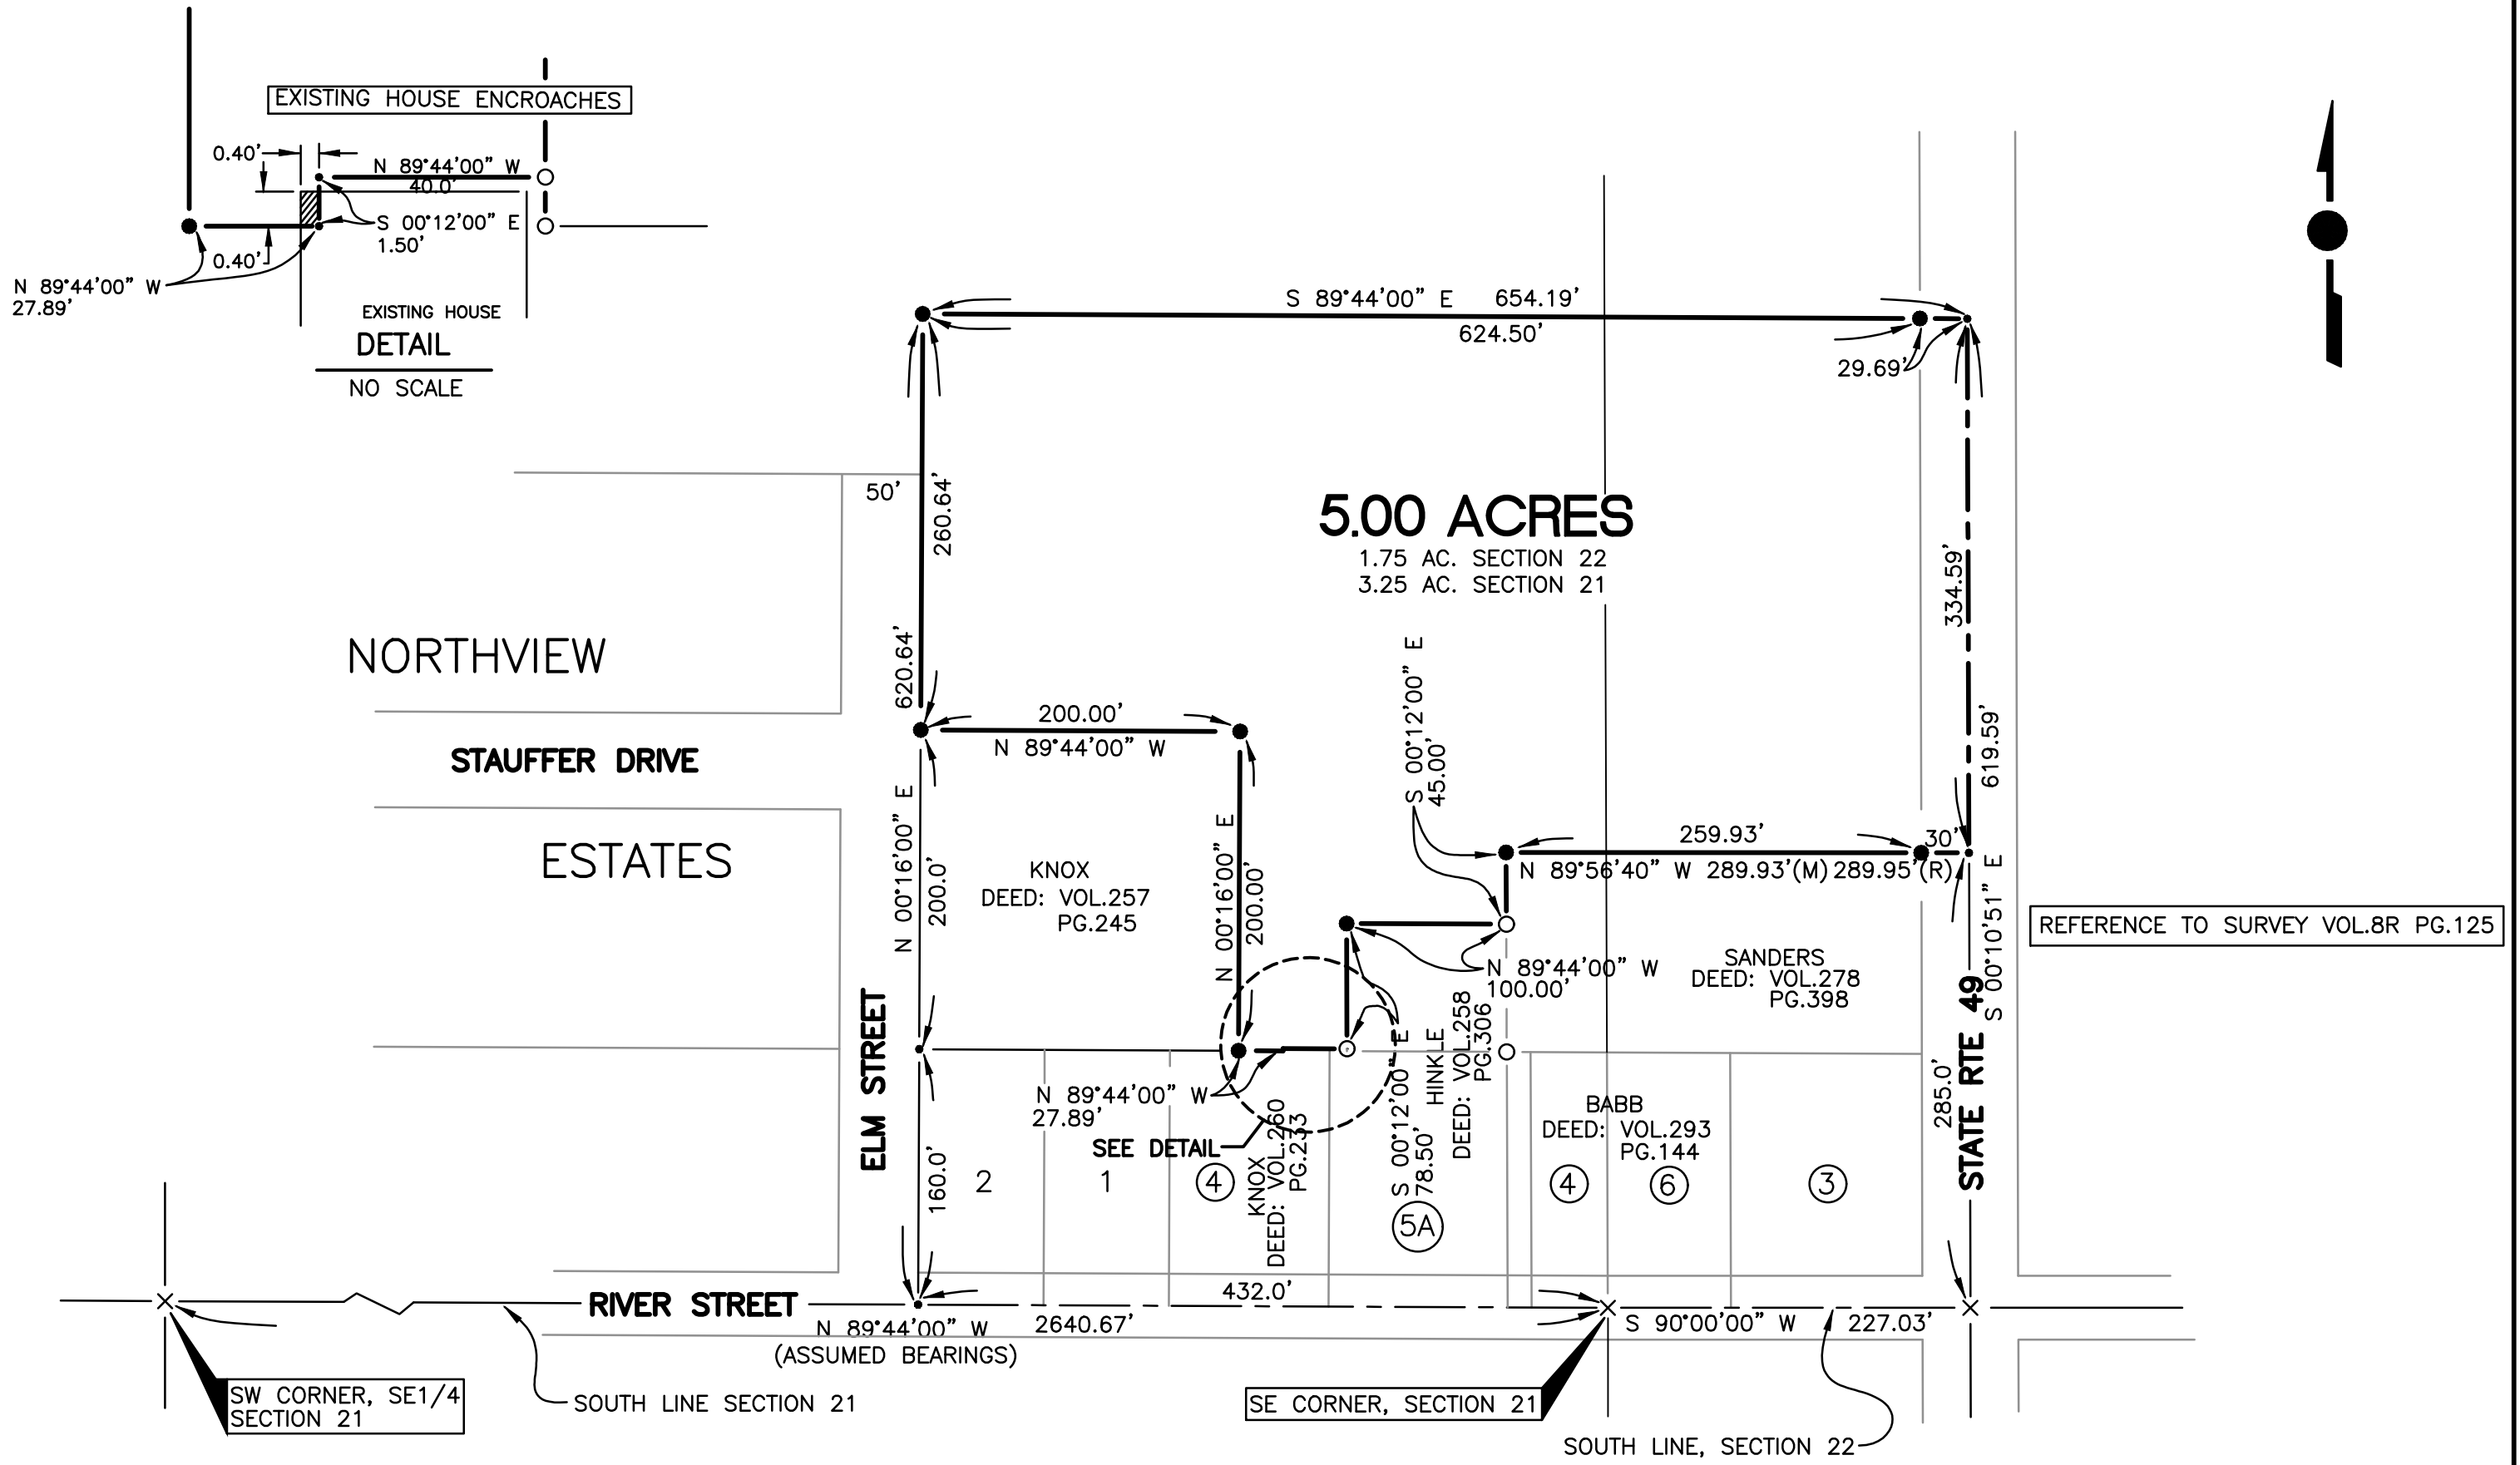 EXISTING HOUSE ENCROACHES
0.40'
N 89°44'00" W
40.0'
S 00°12'00" E
1.50'
0.40'
N 89°44'00" W
27.89'
EXISTING HOUSE
DETAIL
NO SCALE
S 89°44'00" E 654.19'
624.50'
29.69'
50'
260.64'
620.64'
5.00 ACRES
1.75 AC. SECTION 22
3.25 AC. SECTION 21
334.59'
619.59'
S 00°10'51" E
NORTHVIEW
STAUFFER DRIVE
ESTATES
200.00'
N 89°44'00" W
N 00°16'00" E
200.0'
KNOX
DEED: VOL.257
PG.245
N 00°16'00" E
200.00'
S 00°12'00" E
45.00'
259.93'
30'
N 89°56'40" W 289.93'(M) 289.95'(R)
REFERENCE TO SURVEY VOL.8R PG.125
N 89°44'00" W
100.00'
SANDERS
DEED: VOL.278
PG.398
ELM STREET
160.0'
N 89°44'00" W
27.89'
SEE DETAIL
KNOX
DEED: VOL.260
PG.233
S 00°12'00" E
78.50'
HINKLE
DEED: VOL.258
PG.306
BABB
DEED: VOL.293
PG.144
285.0'
STATE RTE 49
2
1
4
5A
4
6
3
RIVER STREET
432.0'
N 89°44'00" W 2640.67'
(ASSUMED BEARINGS)
S 90°00'00" W 227.03'
SW CORNER, SE1/4
SECTION 21
SOUTH LINE SECTION 21
SE CORNER, SECTION 21
SOUTH LINE, SECTION 22